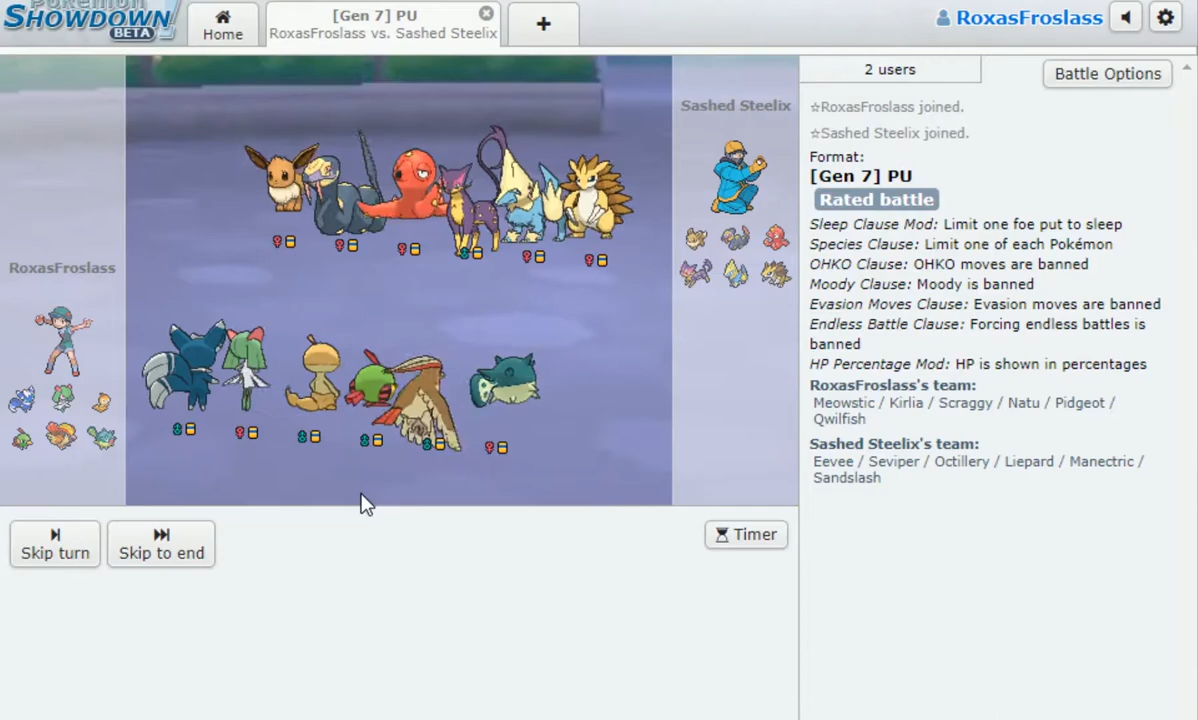 Pokémon
SHOWDOWN
BETA
Home
[Gen 7] PU
RoxasFroslass vs. Sashed Steelix
+
RoxasFroslass
2 users
Battle Options
Sashed Steelix
RoxasFroslass
☆RoxasFroslass joined.
☆Sashed Steelix joined.
Format:
[Gen 7] PU
Rated battle
Sleep Clause Mod: Limit one foe put to sleep
Species Clause: Limit one of each Pokémon
OHKO Clause: OHKO moves are banned
Moody Clause: Moody is banned
Evasion Moves Clause: Evasion moves are banned
Endless Battle Clause: Forcing endless battles is
banned
HP Percentage Mod: HP is shown in percentages
RoxasFroslass's team:
Meowstic / Kirlia / Scraggy / Natu / Pidgeot /
Qwilfish
Sashed Steelix's team:
Eevee / Seviper / Octillery / Liepard / Manectric /
Sandslash
Skip turn
Skip to end
Timer